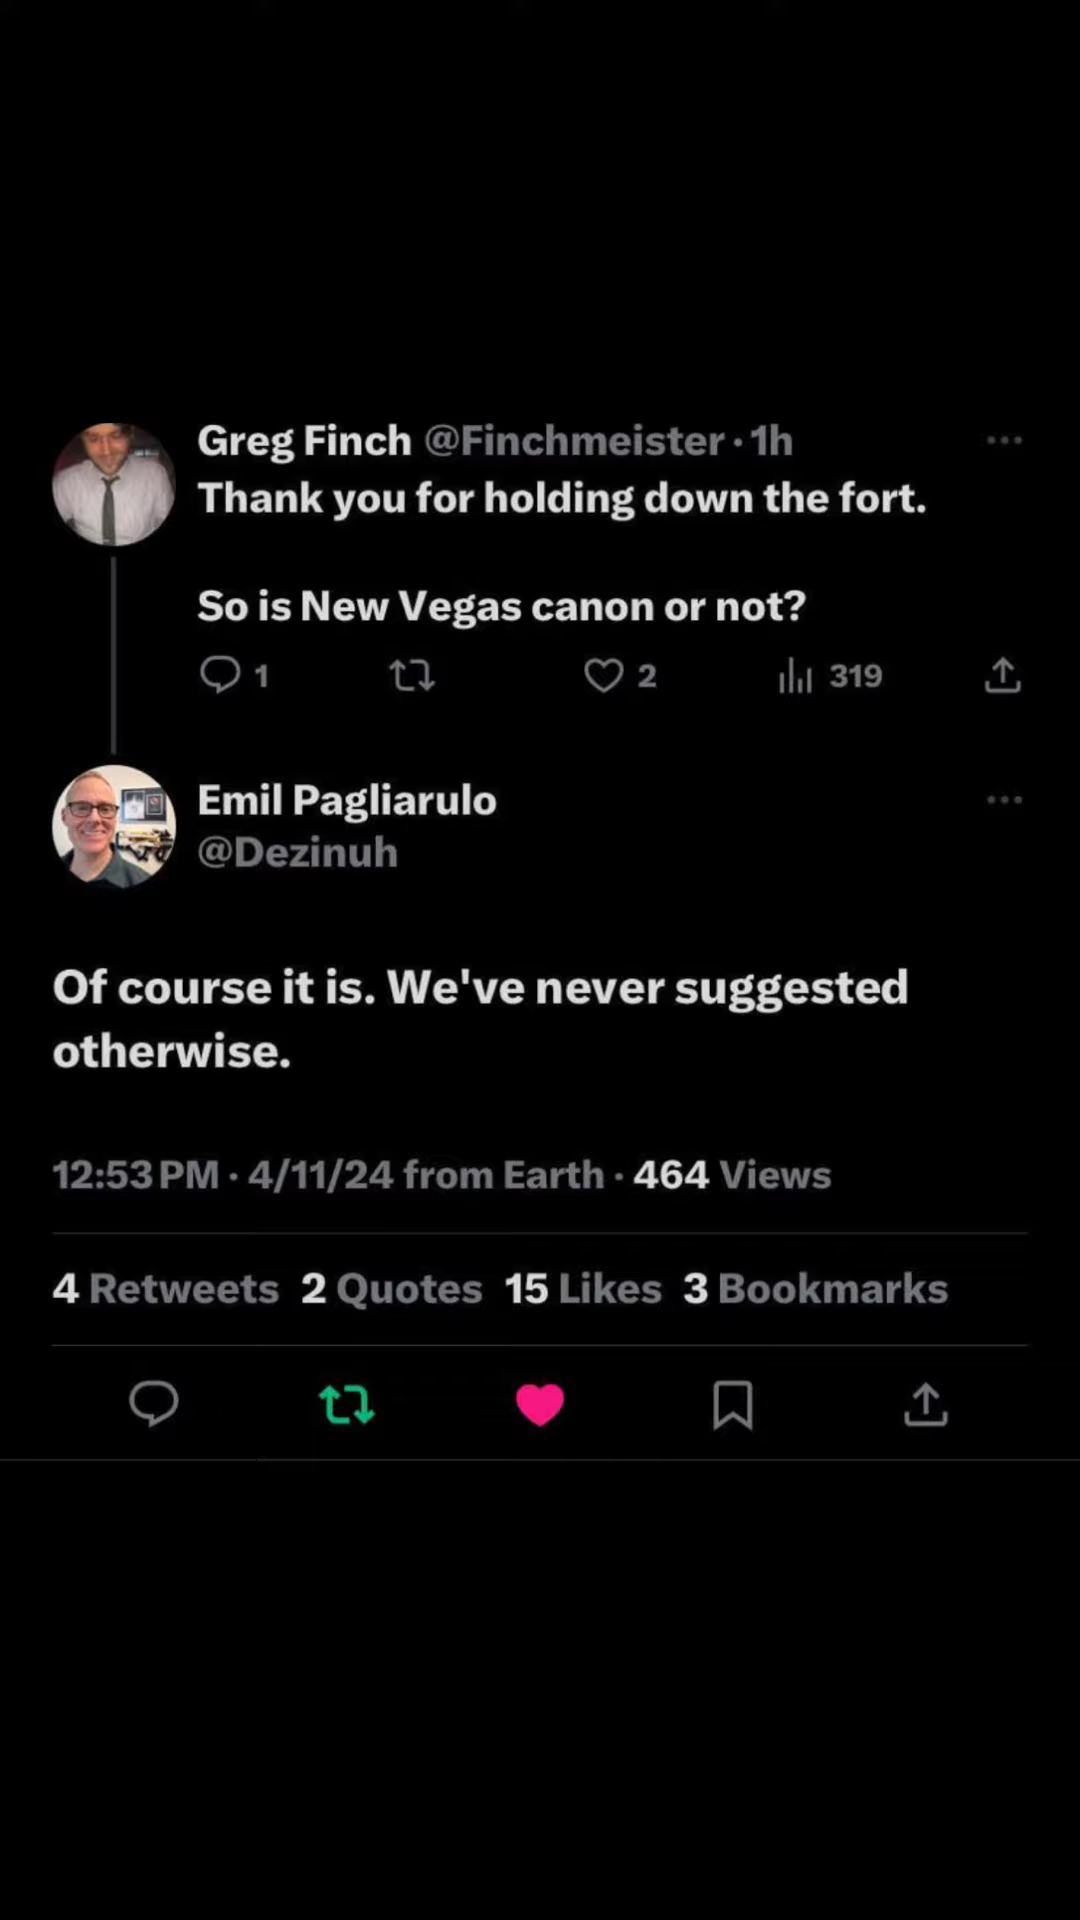 Greg Finch @Finchmeister · 1h
Thank you for holding down the fort.
So is New Vegas canon or not?
1 2 319
Emil Pagliarulo
@Dezinuh
Of course it is. We've never suggested
otherwise.
12:53 PM · 4/11/24 from Earth · 464 Views
4 Retweets 2 Quotes 15 Likes 3 Bookmarks